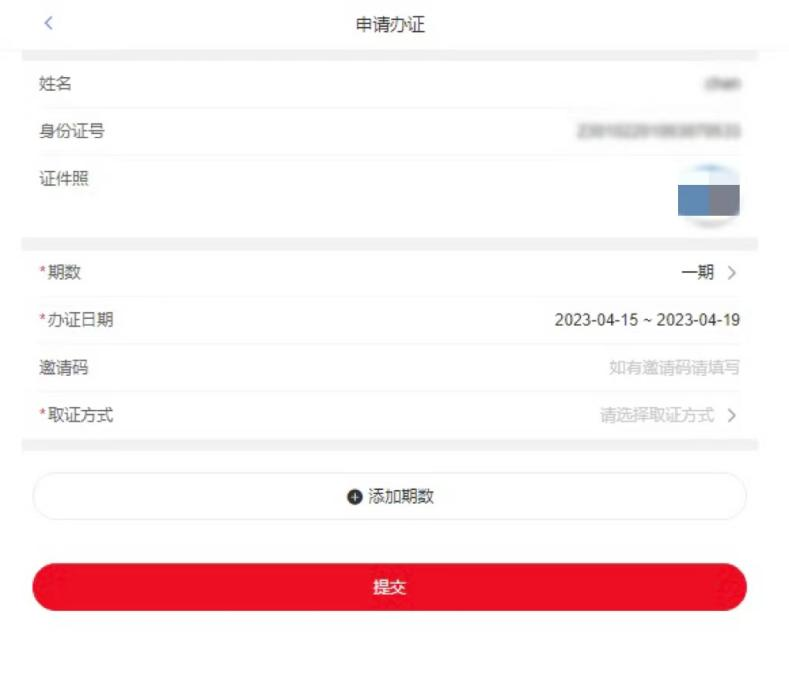 申请办证
姓名
身份证号
证件照
*期数 一期
*办证日期 2023-04-15 ~ 2023-04-19
邀请码 如有邀请码请填写
*取证方式 请选择取证方式
添加期数
提交